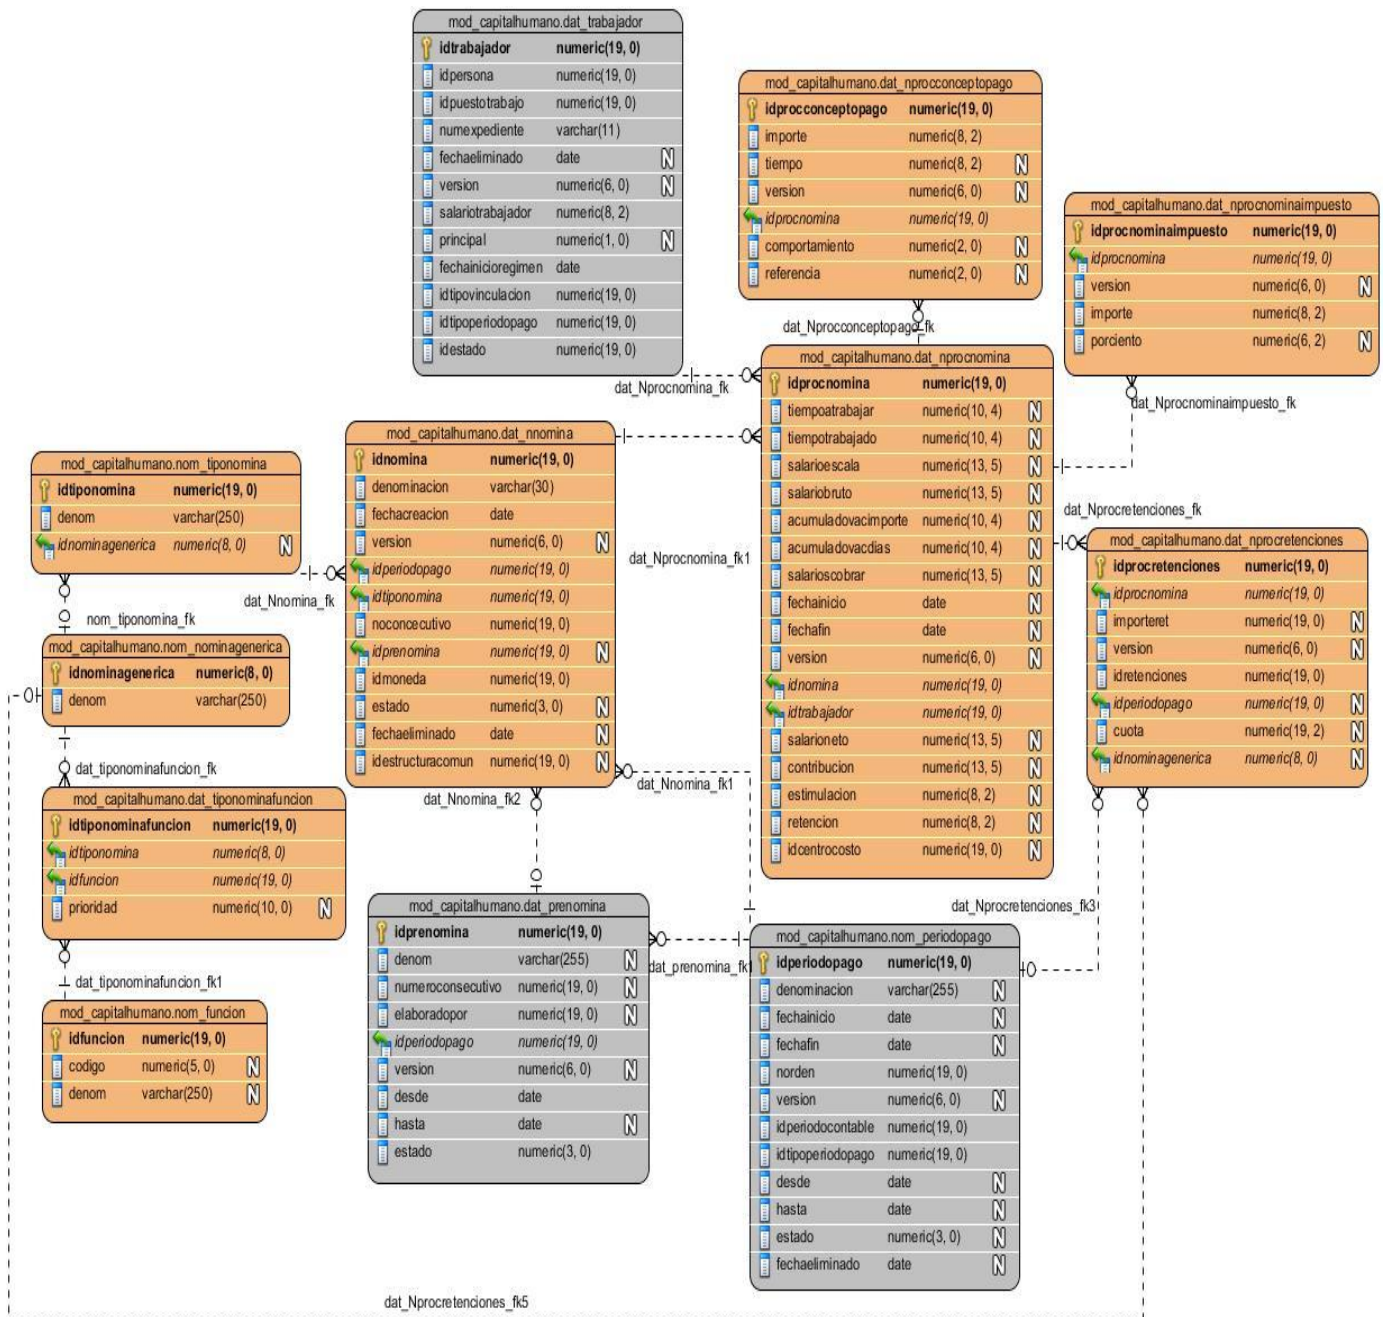 mod_capitalhumano.dat_trabajador
idtrabajador numeric(19, 0)
idpersona numeric(19, 0)
idpuestotrabajo numeric(19, 0)
numexpediente varchar(11)
fechaeliminado date N
version numeric(6, 0) N
salariotrabajador numeric(8, 2)
principal numeric(1, 0) N
fechainicioregimen date
idtipovinculacion numeric(19, 0)
idtipoperiodopago numeric(19, 0)
idestado numeric(19, 0)
mod_capitalhumano.dat_nprocconceptopago
idprocconceptopago numeric(19, 0)
importe numeric(8, 2)
tiempo numeric(8, 2) N
version numeric(6, 0) N
idprocnomina numeric(19, 0)
comportamiento numeric(2, 0) N
referencia numeric(2, 0) N
mod_capitalhumano.dat_nprocnominaimpuesto
idprocnominaimpuesto numeric(19, 0)
idprocnomina numeric(19, 0)
version numeric(6, 0) N
importe numeric(8, 2)
porciento numeric(6, 2) N
dat_Nprocconceptopago_fk
dat_Nprocnomina_fk
dat_Nprocnominaimpuesto_fk
mod_capitalhumano.dat_nprocnomina
idprocnomina numeric(19, 0)
tiempoatrabajar numeric(10, 4) N
tiempotrabajado numeric(10, 4) N
salarioescala numeric(13, 5) N
salariobruto numeric(13, 5) N
acumuladovacimporte numeric(10, 4) N
acumuladovacdias numeric(10, 4) N
salarioscobrar numeric(13, 5) N
fechainicio date N
fechafin date N
version numeric(6, 0) N
idnomina numeric(19, 0)
idtrabajador numeric(19, 0)
salarioneto numeric(13, 5) N
contribucion numeric(13, 5) N
estimulacion numeric(8, 2) N
retencion numeric(8, 2) N
idcentrocosto numeric(19, 0) N
mod_capitalhumano.dat_nnomina
idnomina numeric(19, 0)
denominacion varchar(30)
fechacreacion date
version numeric(6, 0) N
idperiodopago numeric(19, 0)
idtiponomina numeric(19, 0)
noconcecutivo numeric(19, 0)
idprenomina numeric(19, 0) N
idmoneda numeric(19, 0)
estado numeric(3, 0) N
fechaeliminado date N
idestructuracomun numeric(19, 0) N
mod_capitalhumano.nom_tiponomina
idtiponomina numeric(19, 0)
denom varchar(250)
idnominagenerica numeric(8, 0) N
dat_Nprocretenciones_fk
dat_Nprocnomina_fk1
dat_Nnomina_fk
nom_tiponomina_fk
mod_capitalhumano.dat_nprocretenciones
idprocretenciones numeric(19, 0)
idprocnomina numeric(19, 0)
importeret numeric(19, 0) N
version numeric(6, 0) N
idretenciones numeric(19, 0)
idperiodopago numeric(19, 0) N
cuota numeric(19, 2) N
idnominagenerica numeric(8, 0) N
mod_capitalhumano.nom_nominagenerica
idnominagenerica numeric(8, 0)
denom varchar(250)
dat_tiponominafuncion_fk
dat_Nnomina_fk2
dat_Nnomina_fk1
mod_capitalhumano.dat_tiponominafuncion
idtiponominafuncion numeric(19, 0)
idtiponomina numeric(8, 0)
idfuncion numeric(19, 0)
prioridad numeric(10, 0) N
dat_tiponominafuncion_fk1
mod_capitalhumano.nom_funcion
idfuncion numeric(19, 0)
codigo numeric(5, 0) N
denom varchar(250) N
mod_capitalhumano.dat_prenomina
idprenomina numeric(19, 0)
denom varchar(255) N
numeroconsecutivo numeric(19, 0) N
elaboradopor numeric(19, 0) N
idperiodopago numeric(19, 0)
version numeric(6, 0) N
desde date
hasta date N
estado numeric(3, 0)
dat_prenomina_fk1
dat_Nprocretenciones_fk3
mod_capitalhumano.nom_periodopago
idperiodopago numeric(19, 0)
denominacion varchar(255) N
fechainicio date N
fechafin date N
norden numeric(19, 0)
version numeric(6, 0) N
idperiodocontable numeric(19, 0)
idtipoperiodopago numeric(19, 0)
desde date N
hasta date N
estado numeric(3, 0) N
fechaeliminado date N
dat_Nprocretenciones_fk5